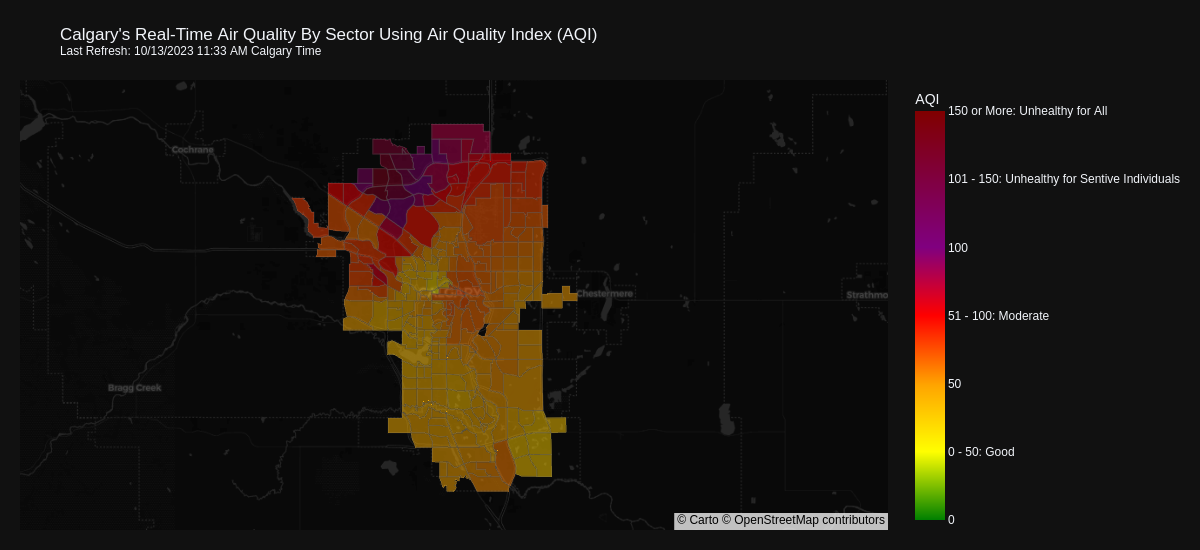 Calgary's Real-Time Air Quality By Sector Using Air Quality Index (AQI)
Last Refresh: 10/13/2023 11:33 AM Calgary Time
AQI
150 or More: Unhealthy for All
Cochrane
101 - 150: Unhealthy for Sentive Individuals
100
CALGARY
Chestermere
Strathmo
51 - 100: Moderate
Bragg Creek
50
0 - 50: Good
© Carto © OpenStreetMap contributors
0